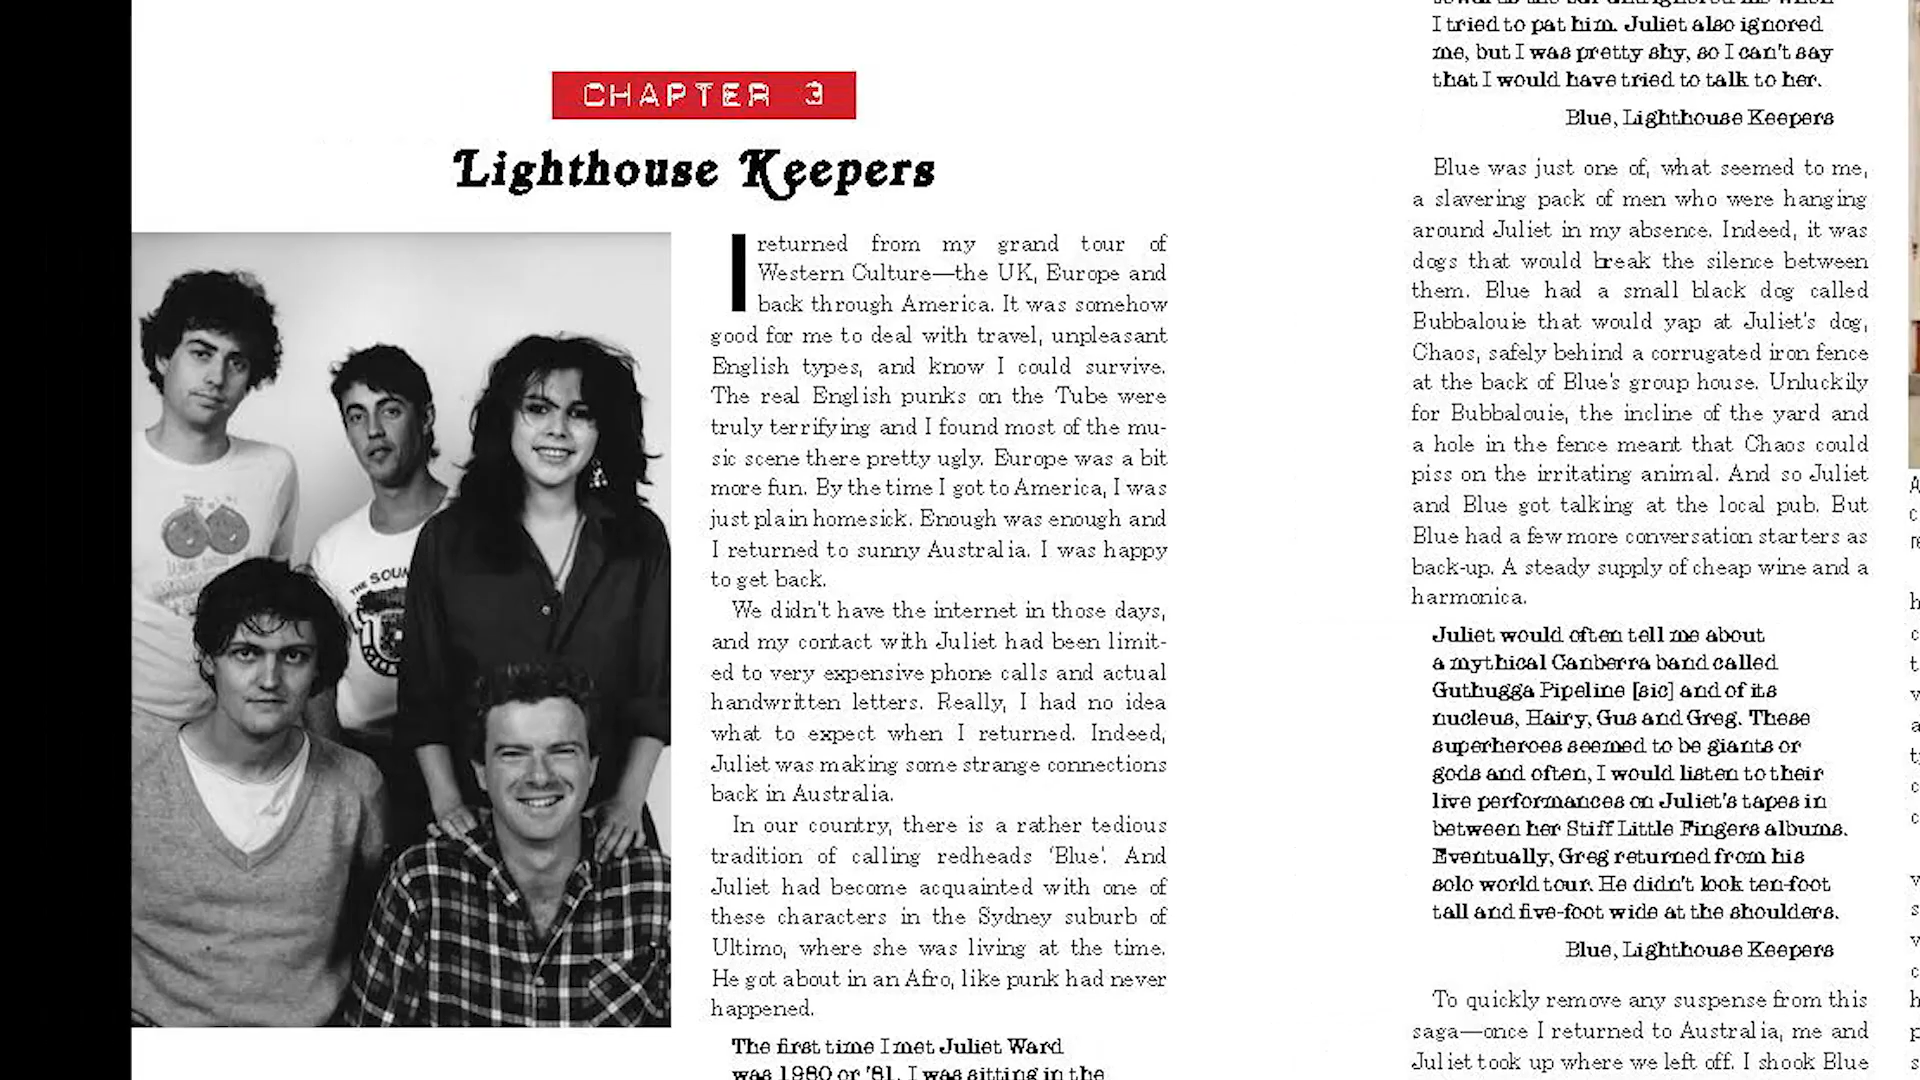 CHAPTER 3
Lighthouse Keepers
THE SOU
MU
I returned from my grand tour of
Western Culture—the UK, Europe and
back through America. It was somehow
good for me to deal with travel, unpleasant
English types, and know I could survive.
The real English punks on the Tube were
truly terrifying and I found most of the mu-
sic scene there pretty ugly. Europe was a bit
more fun. By the time I got to America, I was
just plain homesick. Enough was enough and
I returned to sunny Australia. I was happy
to get back.
We didn't have the internet in those days,
and my contact with Juliet had been limit-
ed to very expensive phone calls and actual
handwritten letters. Really, I had no idea
what to expect when I returned. Indeed,
Juliet was making some strange connections
back in Australia.
In our country, there is a rather tedious
tradition of calling redheads 'Blue'. And
Juliet had become acquainted with one of
these characters in the Sydney suburb of
Ultimo, where she was living at the time.
He got about in an Afro, like punk had never
happened.
The first time I met Juliet Ward
was 1980 or '81. I was sitting in the
I tried to pat him. Juliet also ignored
me, but I was pretty shy, so I can't say
that I would have tried to talk to her.
Blue, Lighthouse Keepers
Blue was just one of, what seemed to me,
a slavering pack of men who were hanging
around Juliet in my absence. Indeed, it was
dogs that would break the silence between
them. Blue had a small black dog called
Bubbalouie that would yap at Juliet's dog,
Chaos, safely behind a corrugated iron fence
at the back of Blue's group house. Unluckily
for Bubbalouie, the incline of the yard and
a hole in the fence meant that Chaos could
piss on the irritating animal. And so Juliet
and Blue got talking at the local pub. But
Blue had a few more conversation starters as
back-up. A steady supply of cheap wine and a
harmonica.
Juliet would often tell me about
a mythical Canberra band called
Guthugga Pipeline [sic] and of its
nucleus, Hairy, Gus and Greg. These
superheroes seemed to be giants or
gods and often, I would listen to their
live performances on Juliet's tapes in
between her Stiff Little Fingers albums.
Eventually, Greg returned from his
solo world tour. He didn't look ten-foot
tall and five-foot wide at the shoulders.
Blue, Lighthouse Keepers
To quickly remove any suspense from this
saga—once I returned to Australia, me and
Juliet took up where we left off. I shook Blue